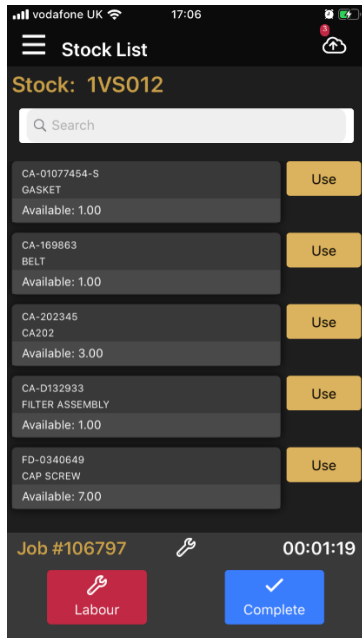 vodafone UK 17:06
3
Stock List
Stock: 1VS012
Search
CA-01077454-S
GASKET
Use
Available: 1.00
CA-169863
BELT
Use
Available: 1.00
CA-202345
CA202
Use
Available: 3.00
CA-D132933
FILTER ASSEMBLY
Use
Available: 1.00
FD-0340649
CAP SCREW
Use
Available: 7.00
Job #106797 00:01:19
Labour
Complete